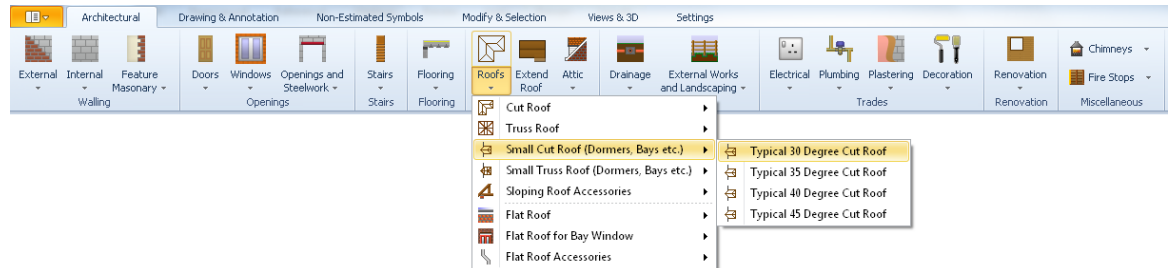 Architectural Drawing & Annotation Non-Estimated Symbols Modify & Selection Views & 3D Settings
External Internal Feature Masonary Doors Windows Openings and Steelwork Stairs Flooring Roofs Extend Roof Attic Drainage External Works and Landscaping Electrical Plumbing Plastering Decoration Renovation Chimneys Fire Stops
Walling Openings Stairs Flooring Trades Renovation Miscellaneous
Cut Roof
Truss Roof
Small Cut Roof (Dormers, Bays etc.) Typical 30 Degree Cut Roof
Small Truss Roof (Dormers, Bays etc.) Typical 35 Degree Cut Roof
Sloping Roof Accessories Typical 40 Degree Cut Roof
Flat Roof Typical 45 Degree Cut Roof
Flat Roof for Bay Window
Flat Roof Accessories